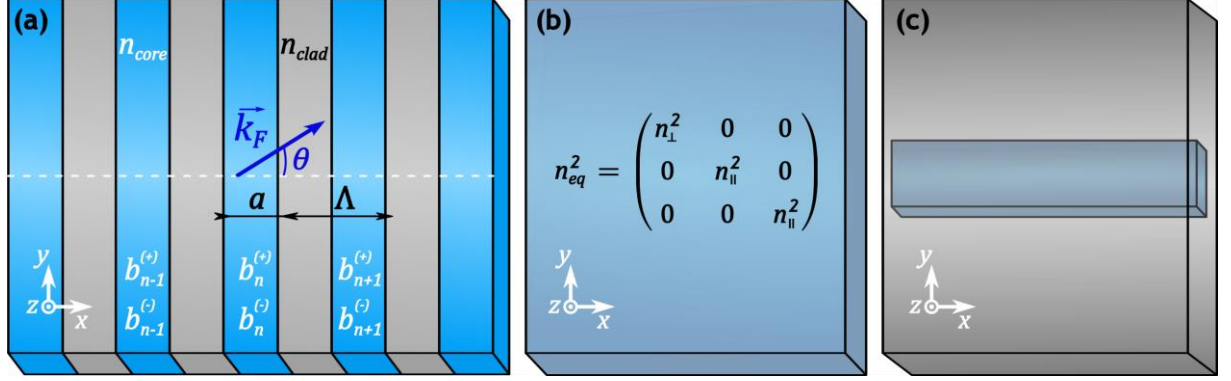 (a)
n_core
n_clad
k_F
θ
a
Λ
b_{n-1}^{(+)} b_n^{(+)} b_{n+1}^{(+)}
b_{n-1}^{(-)} b_n^{(-)} b_{n+1}^{(-)}
y
z
x
(b)
n_⊥^2 0 0
n_eq^2 = 0 n_∥^2 0
0 0 n_∥^2
y
z
x
(c)
y
z
x